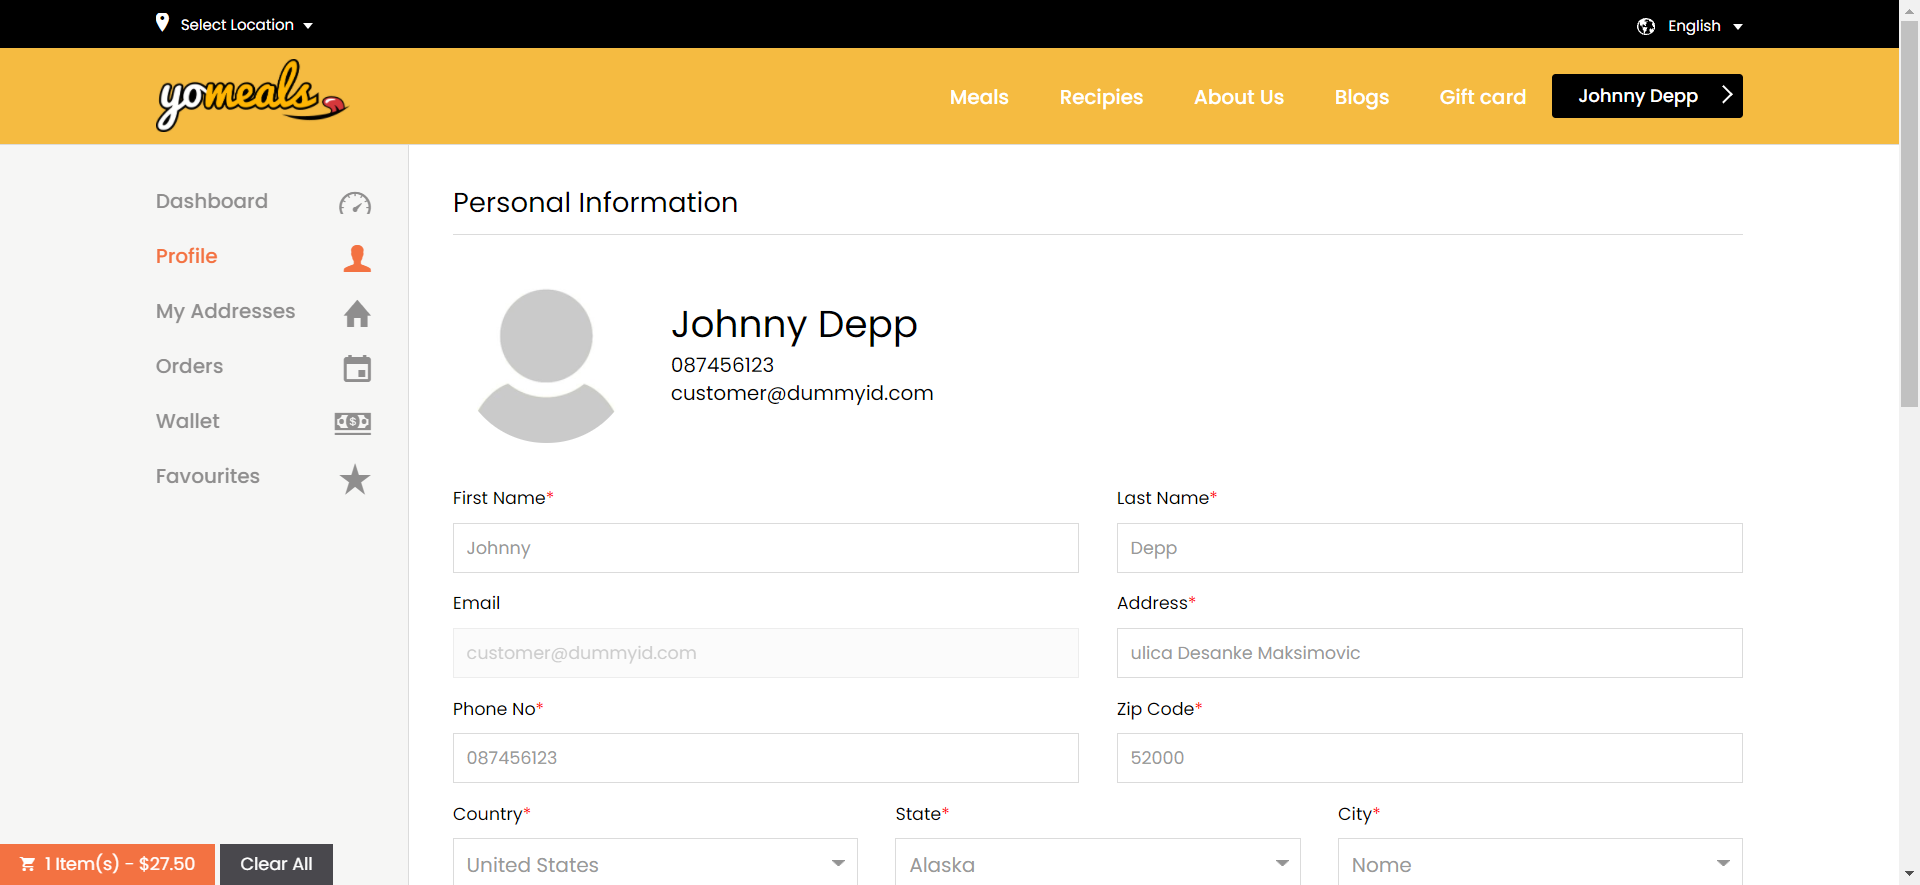 Select Location
English
yomeals
Meals
Recipies
About Us
Blogs
Gift card
Johnny Depp
Dashboard
Profile
My Addresses
Orders
Wallet
Favourites
Personal Information
Johnny Depp
087456123
customer@dummyid.com
First Name*
Last Name*
Johnny
Depp
Email
Address*
customer@dummyid.com
ulica Desanke Maksimovic
Phone No*
Zip Code*
087456123
52000
Country*
State*
City*
United States
Alaska
Nome
1 Item(s) - $27.50
Clear All